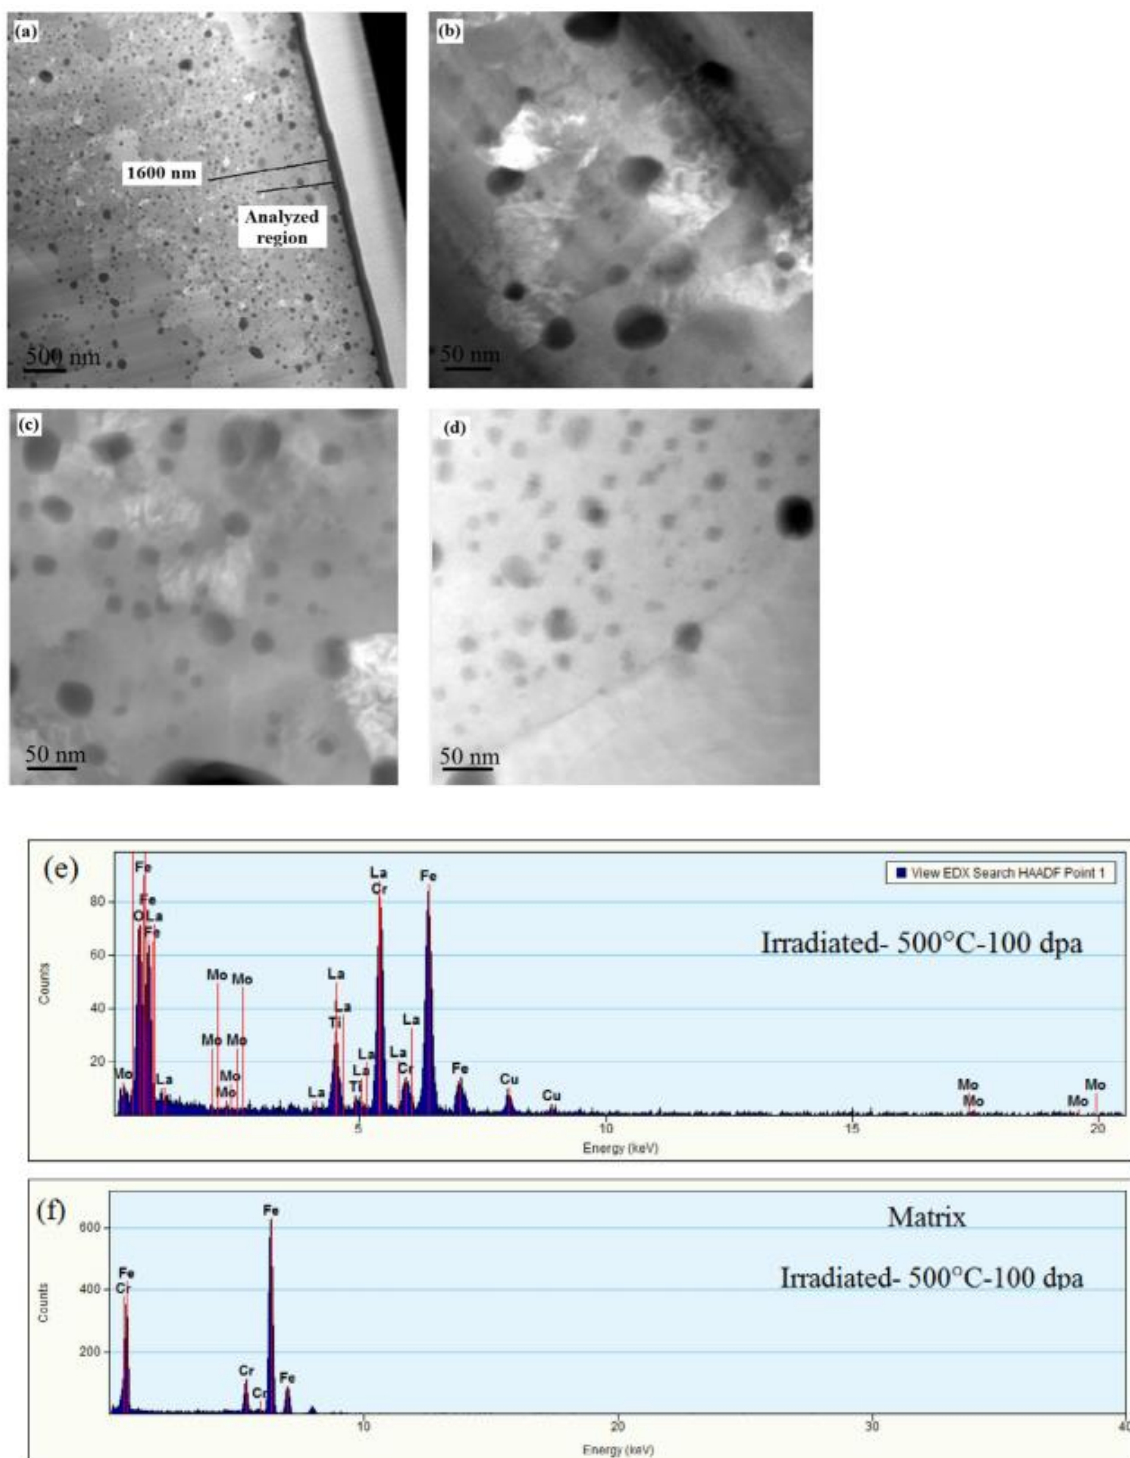 (a)
1600 nm
Analyzed
region
500 nm
(b)
50 nm
(c)
50 nm
(d)
50 nm
(e)
View EDX Search HAADF Point 1
Irradiated- 500°C-100 dpa
Counts
80
60
40
20
Fe
Fe
O La
Fe
Mo
La
Mo
Mo
Mo
Mo
Mo
Mo
La
La
La
Ti
La
La
Ti
La
Cr
La
La
Cr
Fe
Fe
Cu
Cu
Mo
Mo
Mo
Mo
5
10
15
20
Energy (keV)
(f)
Matrix
Irradiated- 500°C-100 dpa
Counts
600
400
200
Fe
Cr
Cr
Cr
Fe
Fe
10
20
30
40
Energy (keV)